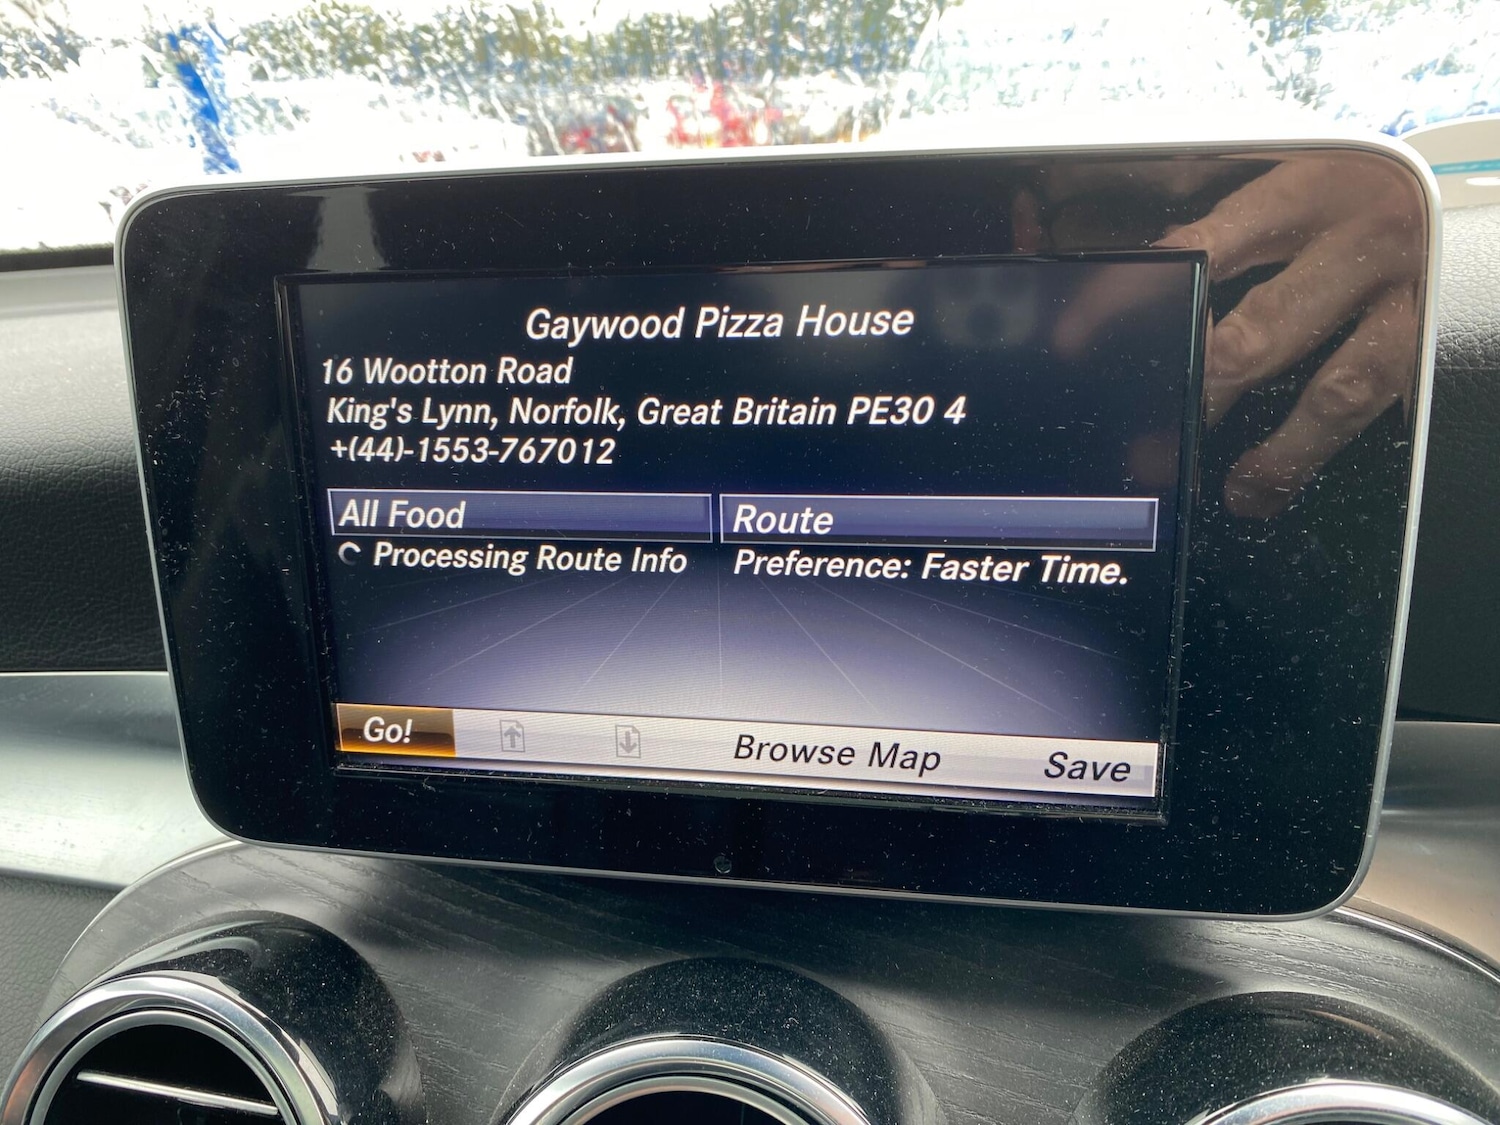 Gaywood Pizza House
16 Wootton Road
King's Lynn, Norfolk, Great Britain PE30 4
+(44)-1553-767012
All Food
Route
Processing Route Info
Preference: Faster Time.
Go!
Browse Map
Save